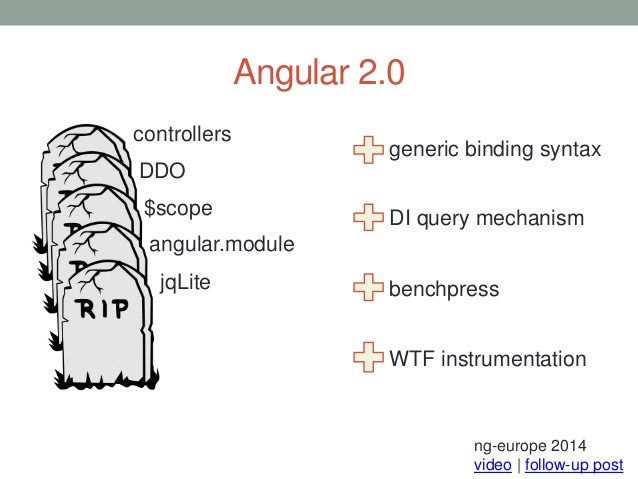 Angular 2.0
controllers
DDO
$scope
angular.module
jqLite
RIP
generic binding syntax
DI query mechanism
benchpress
WTF instrumentation
ng-europe 2014
video | follow-up post